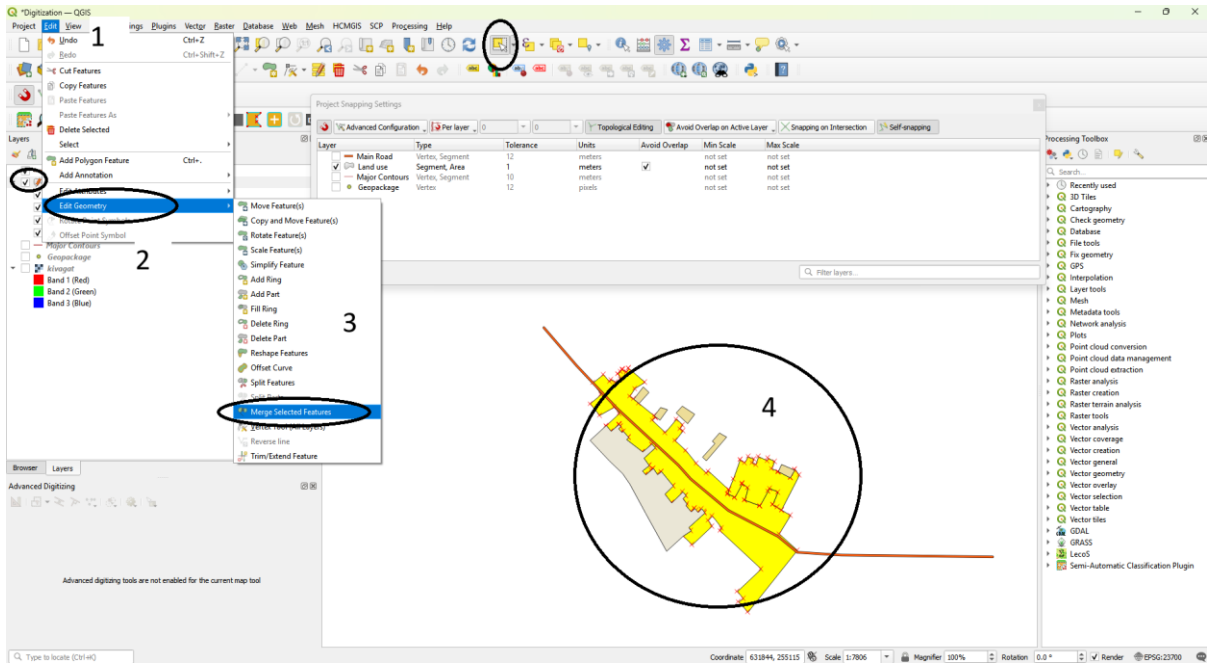 *Digitization — QGIS
Project Edit View ings Plugins Vector Raster Database Web Mesh HCMGIS SCP Processing Help
1
Undo Ctrl+Z
Redo Ctrl+Shift+Z
Cut Features
Copy Features
Paste Features
Paste Features As
Delete Selected
Select
Add Polygon Feature Ctrl+.
Add Annotation
Edit Attributes
Edit Geometry
Rotate Point Symbols
Offset Point Symbol
2
Layers
Major Contours
Geopackage
kivagat
Band 1 (Red)
Band 2 (Green)
Band 3 (Blue)
Move Feature(s)
Copy and Move Feature(s)
Rotate Feature(s)
Scale Feature(s)
Simplify Feature
Add Ring
Add Part
Fill Ring
Delete Ring
Delete Part
Reshape Features
Offset Curve
Split Features
Split Parts
Merge Selected Features
Vertex Tool (All Layers)
Reverse line
Trim/Extend Feature
3
Project Snapping Settings
Advanced Configuration Per layer 0 0 Topological Editing Avoid Overlap on Active Layer Snapping on Intersection Self-snapping
Layer Type Tolerance Units Avoid Overlap Min Scale Max Scale
Main Road Vertex, Segment 12 meters not set not set
Land use Segment, Area 1 meters not set not set
Major Contours Vertex, Segment 10 meters not set not set
Geopackage Vertex 12 pixels not set not set
Filter layers...
4
Processing Toolbox
Search...
Recently used
3D Tiles
Cartography
Check geometry
Database
File tools
Fix geometry
GPS
Interpolation
Layer tools
Mesh
Metadata tools
Network analysis
Plots
Point cloud conversion
Point cloud data management
Point cloud extraction
Raster analysis
Raster creation
Raster terrain analysis
Raster tools
Vector analysis
Vector coverage
Vector creation
Vector general
Vector geometry
Vector overlay
Vector selection
Vector table
Vector tiles
GDAL
GRASS
LecoS
Semi-Automatic Classification Plugin
Browser Layers
Advanced Digitizing
Advanced digitizing tools are not enabled for the current map tool
Type to locate (Ctrl+K)
Coordinate 631844, 255115 Scale 1:7806 Magnifier 100% Rotation 0.0 ° Render EPSG:23700